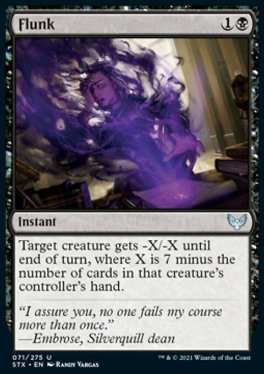 Flunk 1
Instant
Target creature gets -X/-X until
end of turn, where X is 7 minus the
number of cards in that creature's
controller's hand.
"I assure you, no one fails my course
more than once."
—Embrose, Silverquill dean
071/275 U
STX • EN RANDY VARGAS
™ & © 2021 Wizards of the Coast